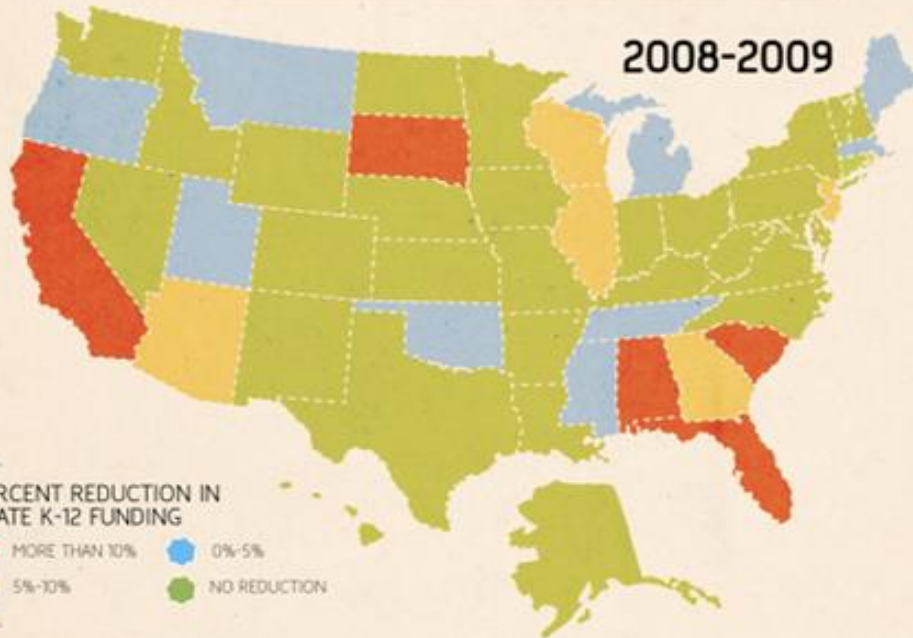 2008-2009
RCENT REDUCTION IN
ATE K-12 FUNDING
MORE THAN 10%
0%-5%
5%-10%
NO REDUCTION